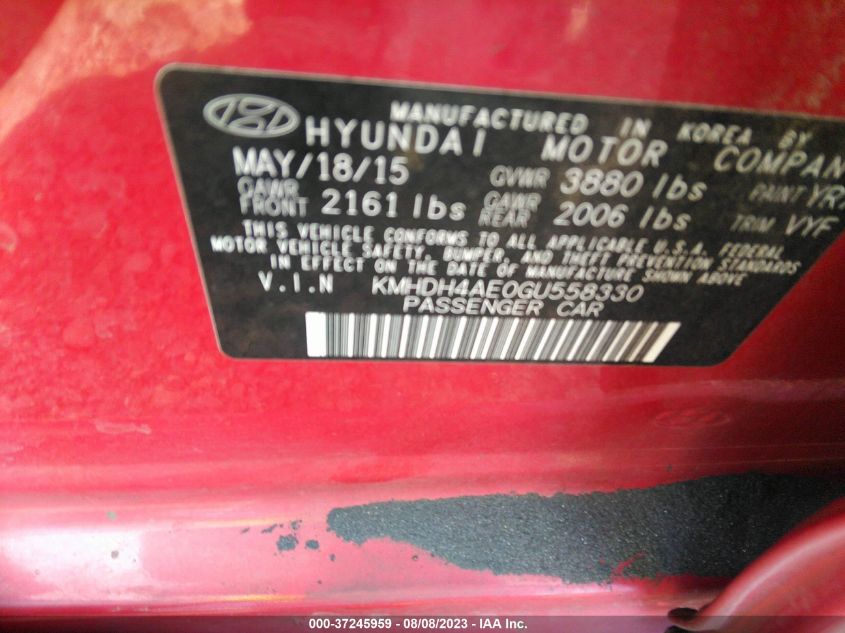 MANUFACTURED IN KOREA BY
HYUNDAI MOTOR COMPAN
MAY/18/15 GVWR 3880 lbs PAINT YR
GAWR FRONT 2161 lbs GAWR REAR 2006 lbs TRIM VYF
THIS VEHICLE CONFORMS TO ALL APPLICABLE U.S.A. FEDERAL
MOTOR VEHICLE SAFETY, BUMPER, AND THEFT PREVENTION STANDARDS
IN EFFECT ON THE DATE OF MANUFACTURE SHOWN ABOVE
V.I.N KMHDH4AE0GU558330
PASSENGER CAR
000-37245959 - 08/08/2023 - IAA Inc.